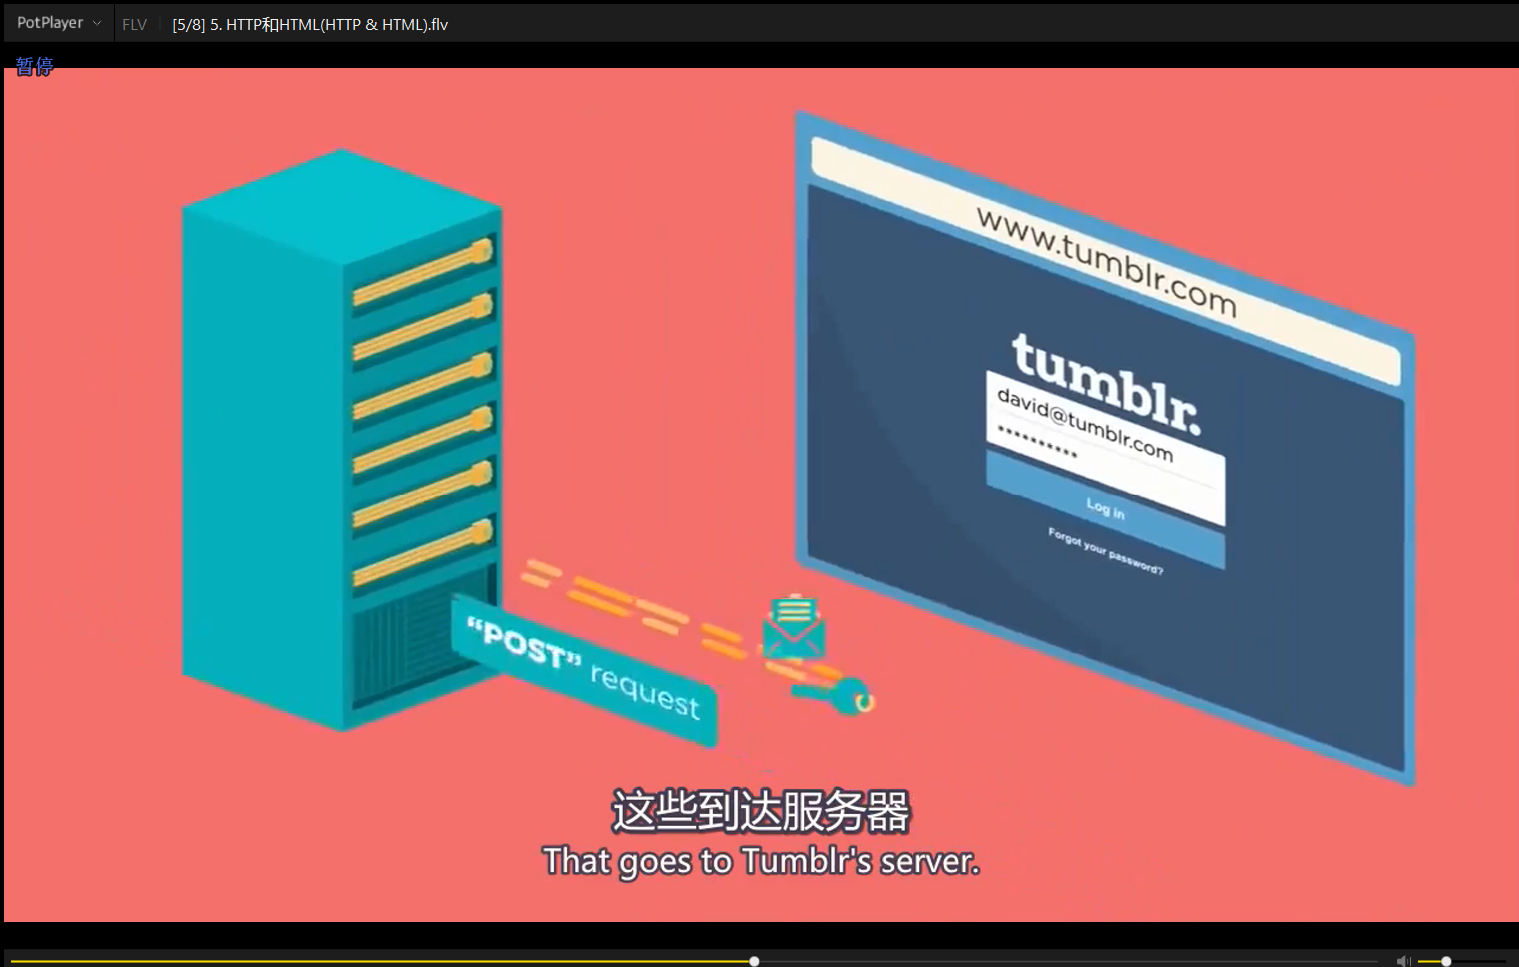 PotPlayer
FLV
[5/8] 5. HTTP和HTML(HTTP & HTML).flv
暂停
www.tumblr.com
tumblr.
david@tumblr.com
••••••••••
Log in
Forgot your password?
“POST” request
这些到达服务器
That goes to Tumblr's server.